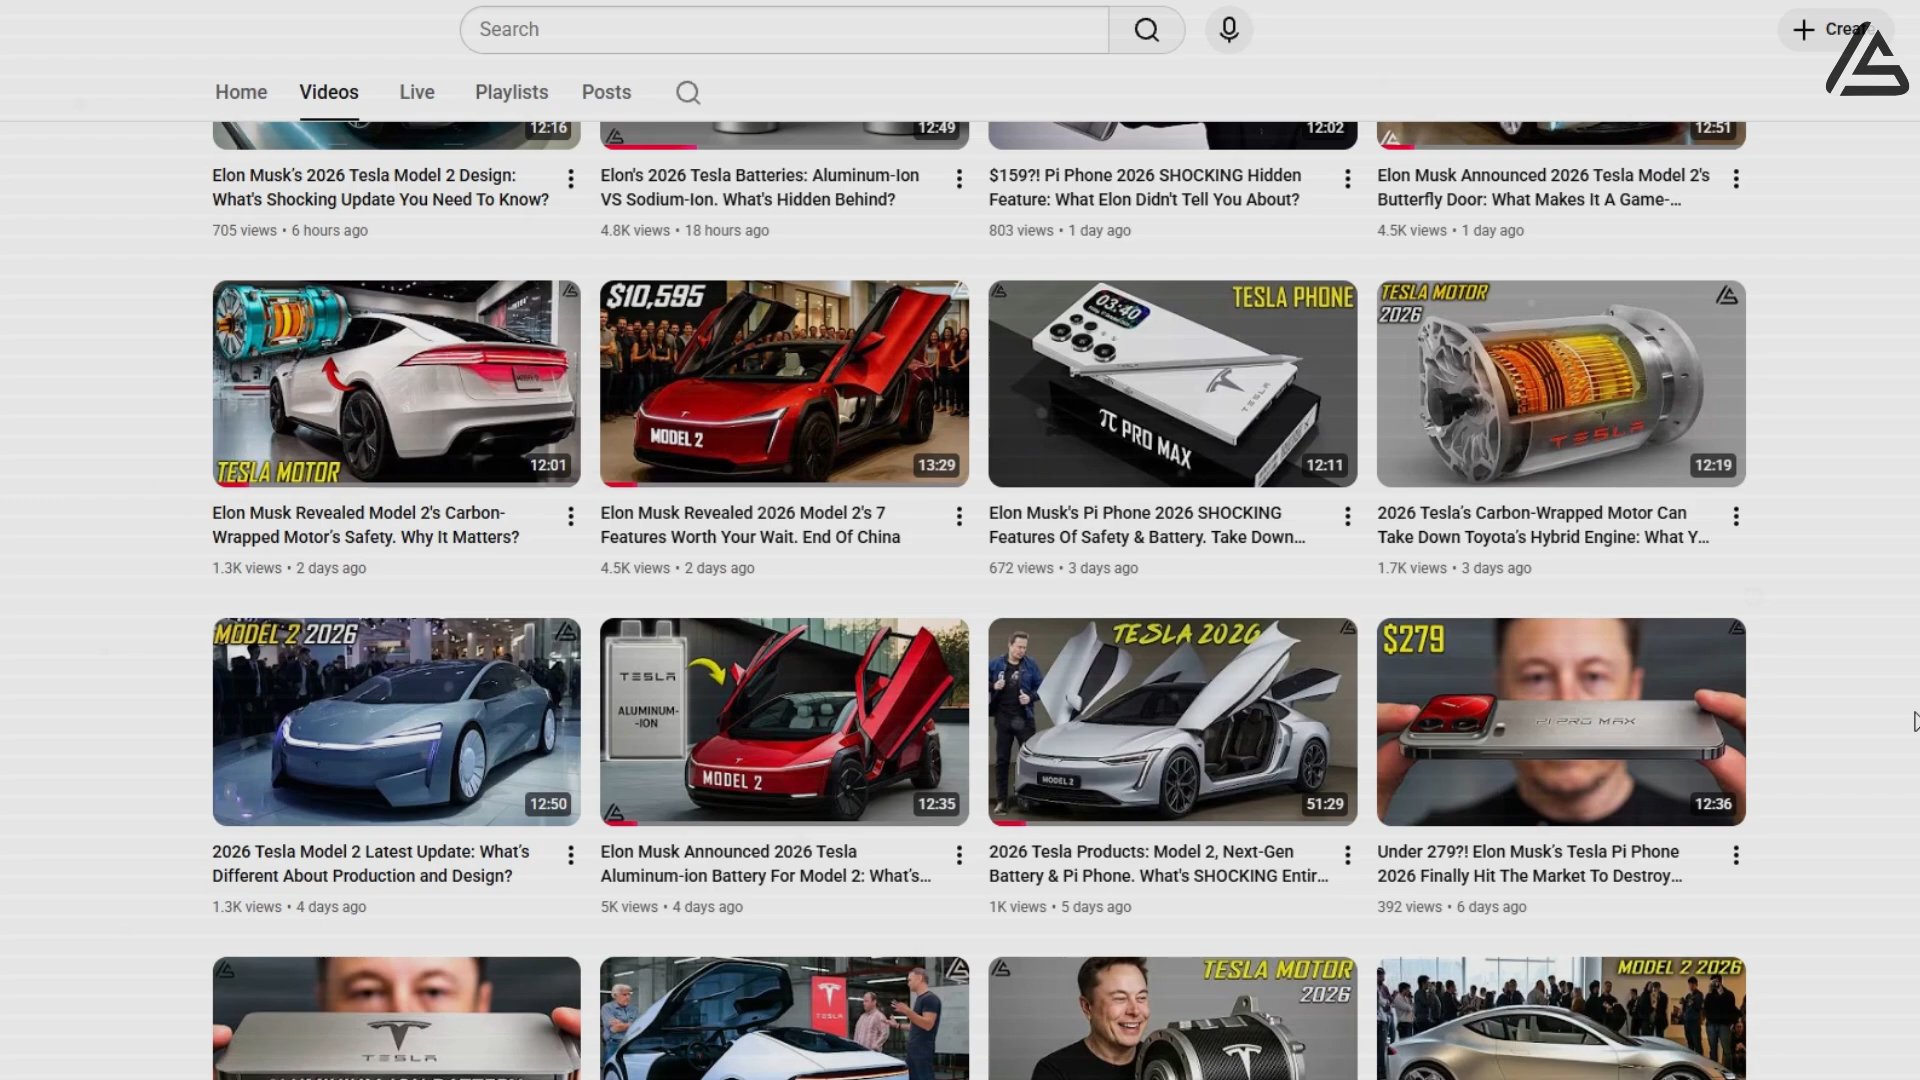 Search
Create
Home Videos Live Playlists Posts
12:16
12:49
12:02
12:51
Elon Musk’s 2026 Tesla Model 2 Design:
What's Shocking Update You Need To Know?
705 views • 6 hours ago
Elon's 2026 Tesla Batteries: Aluminum-Ion
VS Sodium-Ion. What's Hidden Behind?
4.8K views • 18 hours ago
$159?! Pi Phone 2026 SHOCKING Hidden
Feature: What Elon Didn't Tell You About?
803 views • 1 day ago
Elon Musk Announced 2026 Tesla Model 2's
Butterfly Door: What Makes It A Game-...
4.5K views • 1 day ago
TESLA MOTOR
12:01
$10,595
MODEL 2
13:29
TESLA PHONE
03:40
TESLA
π PRO MAX
12:11
TESLA MOTOR
2026
TESLA
12:19
Elon Musk Revealed Model 2's Carbon-
Wrapped Motor’s Safety. Why It Matters?
1.3K views • 2 days ago
Elon Musk Revealed 2026 Model 2's 7
Features Worth Your Wait. End Of China
4.5K views • 2 days ago
Elon Musk's Pi Phone 2026 SHOCKING
Features Of Safety & Battery. Take Down...
672 views • 3 days ago
2026 Tesla’s Carbon-Wrapped Motor Can
Take Down Toyota’s Hybrid Engine: What Y...
1.7K views • 3 days ago
MODEL 2 2026
12:50
TESLA
ALUMINUM-
-ION
MODEL 2
12:35
TESLA 2026
MODEL 2
51:29
$279
PI PRO MAX
12:36
2026 Tesla Model 2 Latest Update: What’s
Different About Production and Design?
1.3K views • 4 days ago
Elon Musk Announced 2026 Tesla
Aluminum-ion Battery For Model 2: What’s...
5K views • 4 days ago
2026 Tesla Products: Model 2, Next-Gen
Battery & Pi Phone. What's SHOCKING Entir...
1K views • 5 days ago
Under 279?! Elon Musk’s Tesla Pi Phone
2026 Finally Hit The Market To Destroy...
392 views • 6 days ago
TESLA
TESLA
TESLA MOTOR
2026
MODEL 2 2026